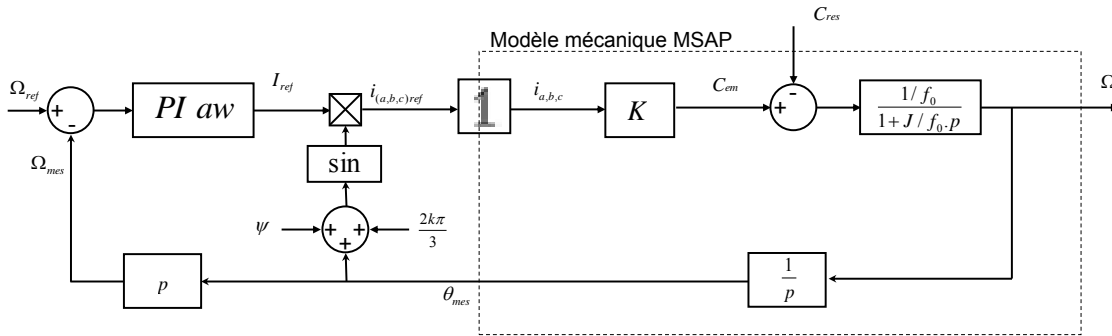 C_res
Modèle mécanique MSAP
Ω_ref
+
-
PI aw
I_ref
i_(a,b,c)ref
1
i_a,b,c
K
C_em
+
-
1/f_0
1+J/f_0.p
Ω
Ω_mes
sin
ψ
+
+
+
2kπ
3
p
θ_mes
1
p